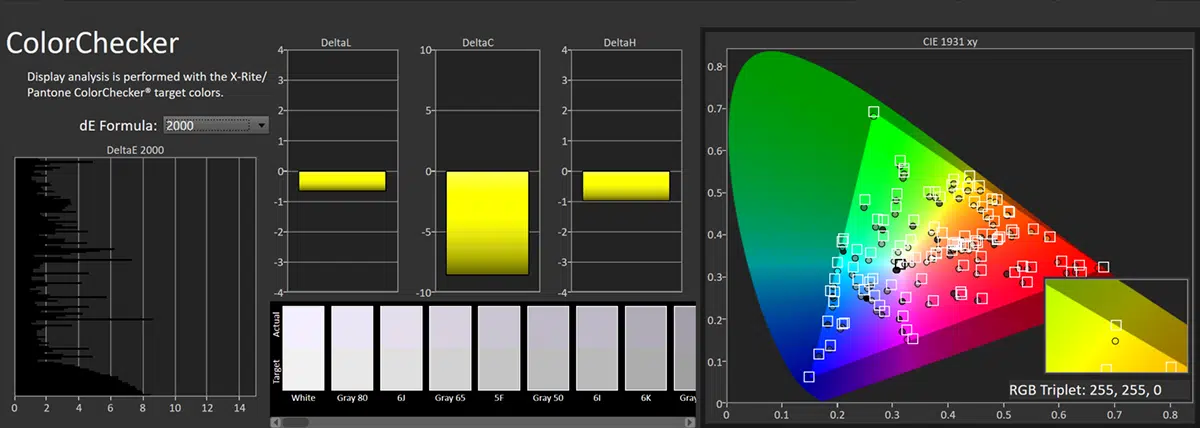 ColorChecker
Display analysis is performed with the X-Rite/
Pantone ColorChecker® target colors.
dE Formula: 2000
DeltaE 2000
0 2 4 6 8 10 12 14
DeltaL
4
3
2
1
0
-1
-2
-3
-4
DeltaC
10
5
0
-5
-10
DeltaH
4
3
2
1
0
-1
-2
-3
-4
Actual
Target
White Gray 80 6J Gray 65 5F Gray 50 6I 6K Gray
CIE 1931 xy
0.8
0.7
0.6
0.5
0.4
0.3
0.2
0.1
0
0 0.1 0.2 0.3 0.4 0.5 0.6 0.7 0.8
RGB Triplet: 255, 255, 0